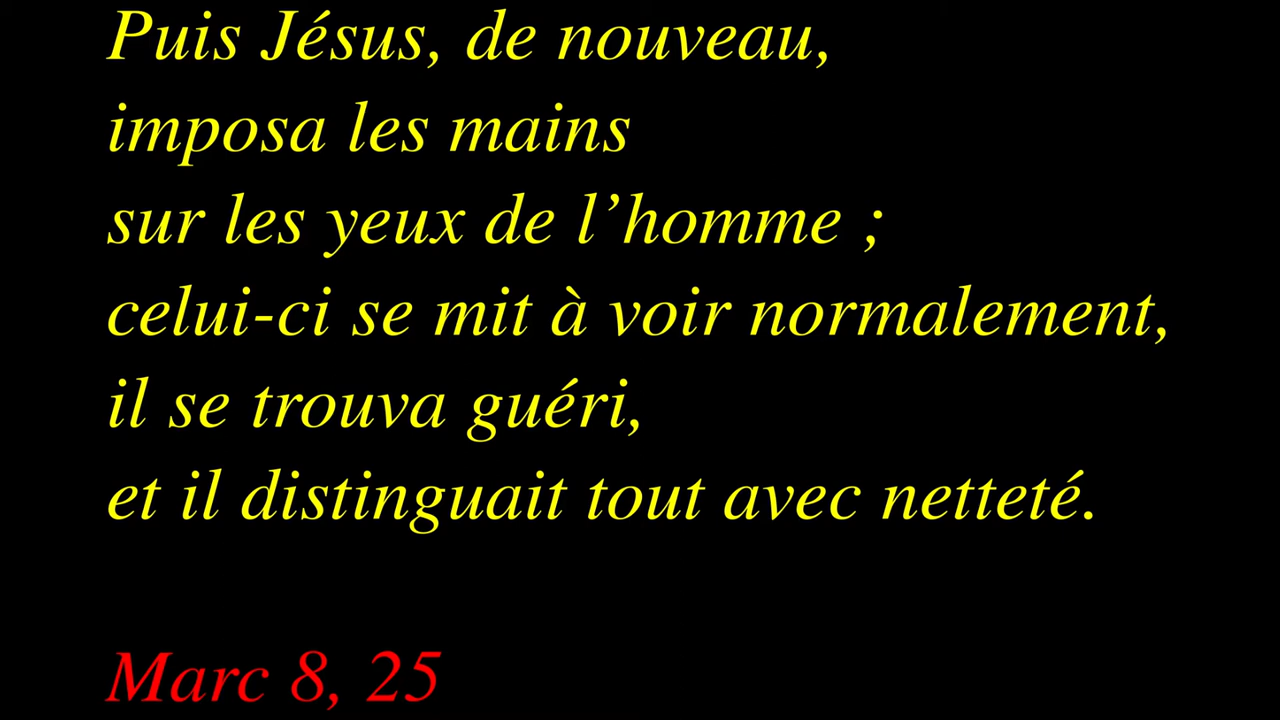 Puis Jésus, de nouveau,
imposa les mains
sur les yeux de l’homme ;
celui-ci se mit à voir normalement,
il se trouva guéri,
et il distinguait tout avec netteté.
Marc 8, 25